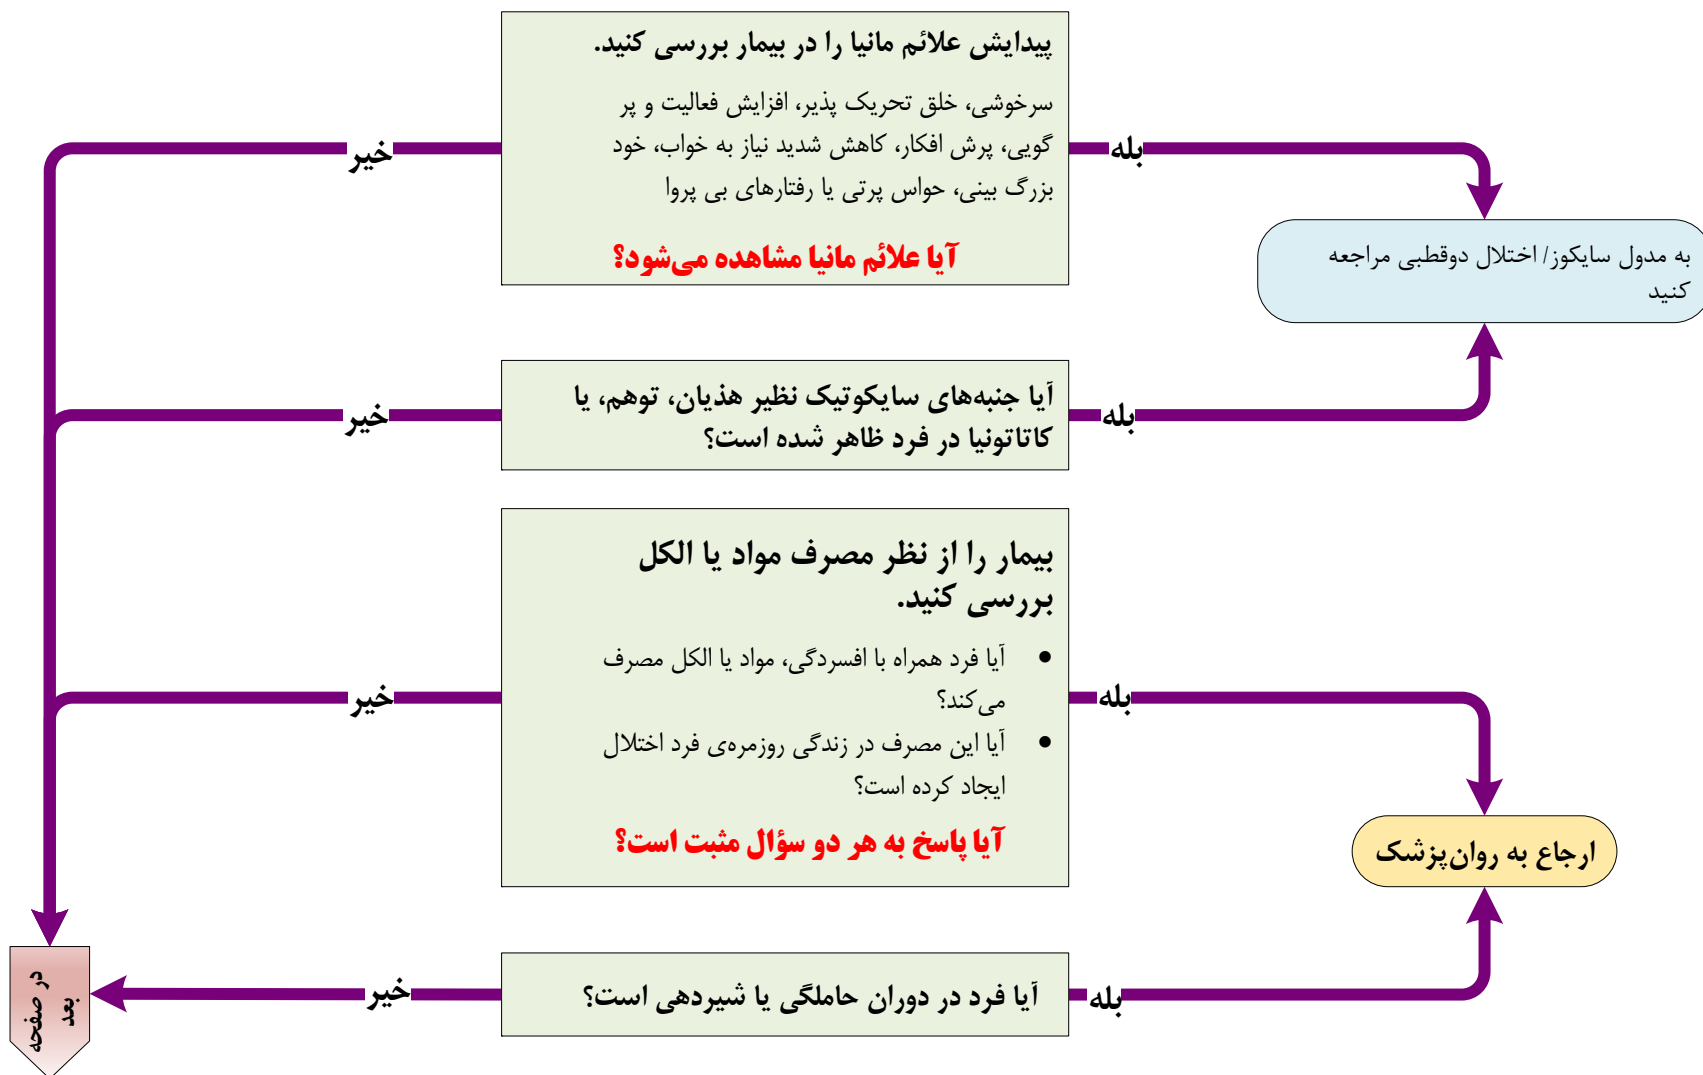 پیدایش علائم مانیا را در بیمار بررسی کنید.
سرخوشی، خلق تحریک پذیر، افزایش فعالیت و پر
گویی، پرش افکار، کاهش شدید نیاز به خواب، خود
بزرگ بینی، حواس پرتی یا رفتارهای بی پروا
آیا علائم مانیا مشاهده می‌شود؟
بله
خیر
به مدول سایکوز/ اختلال دوقطبی مراجعه
کنید
آیا جنبه‌های سایکوتیک نظیر هذیان، توهم، یا
کاتاتونیا در فرد ظاهر شده است؟
بله
خیر
بیمار را از نظر مصرف مواد یا الکل
بررسی کنید.
• آیا فرد همراه با افسردگی، مواد یا الکل مصرف
می‌کند؟
• آیا این مصرف در زندگی روزمره‌ی فرد اختلال
ایجاد کرده است؟
آیا پاسخ به هر دو سؤال مثبت است؟
بله
خیر
ارجاع به روان‌پزشک
آیا فرد در دوران حاملگی یا شیردهی است؟
بله
خیر
در صفحه
بعد